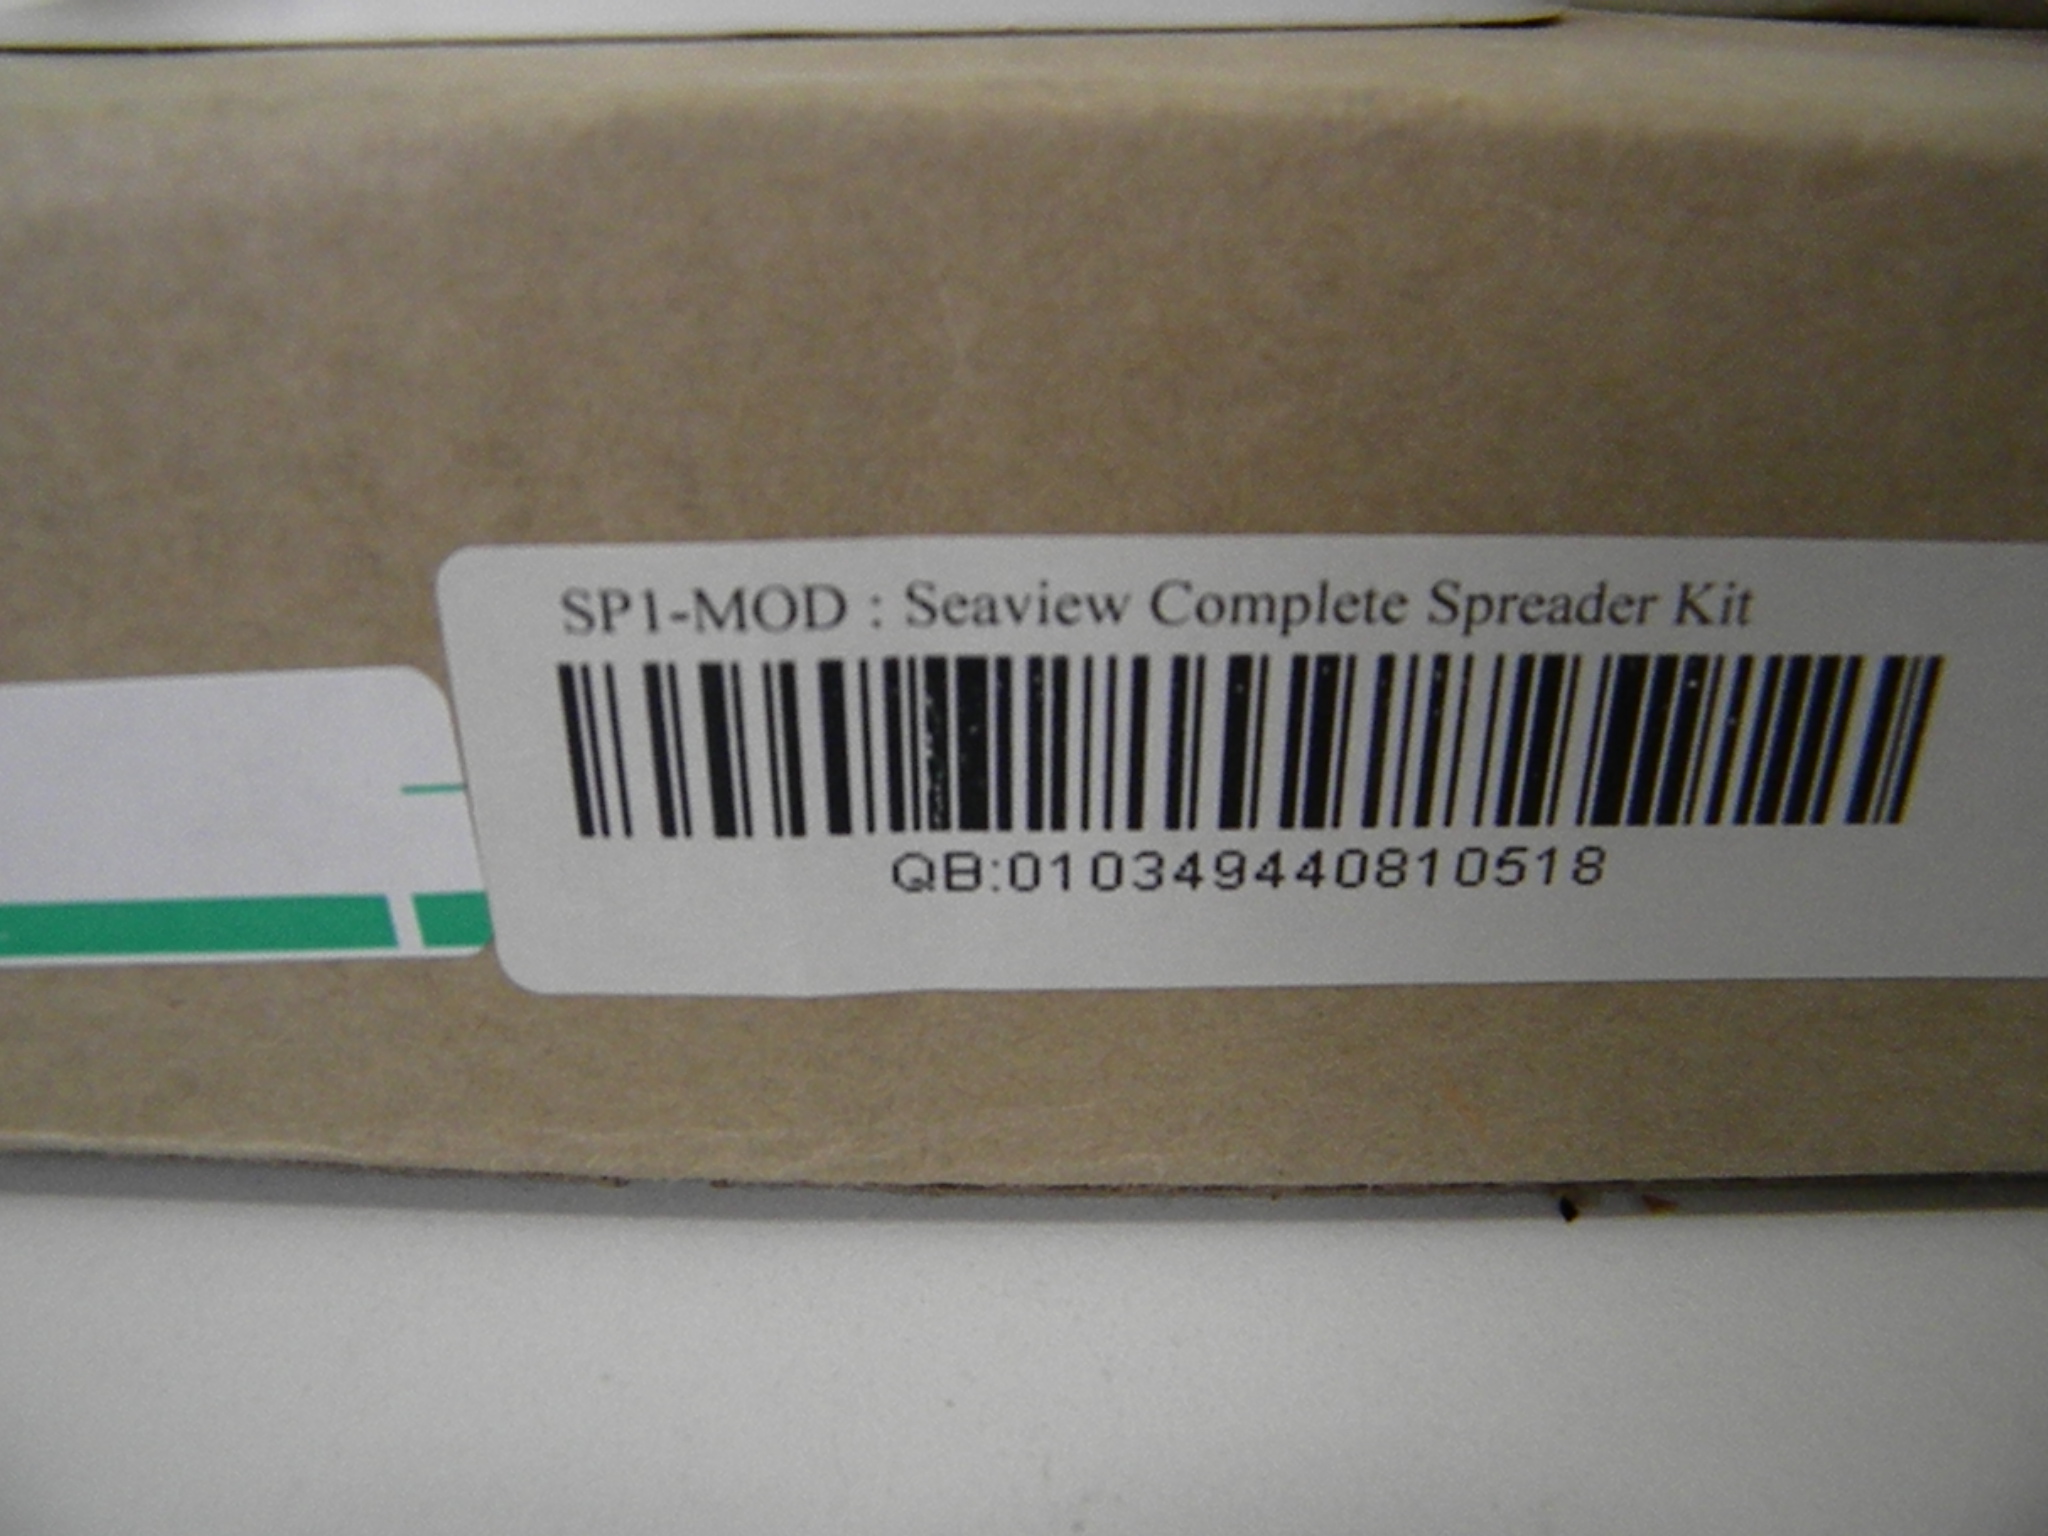 SP1-MOD : Seaview Complete Spreader Kit
QB:010349440810518